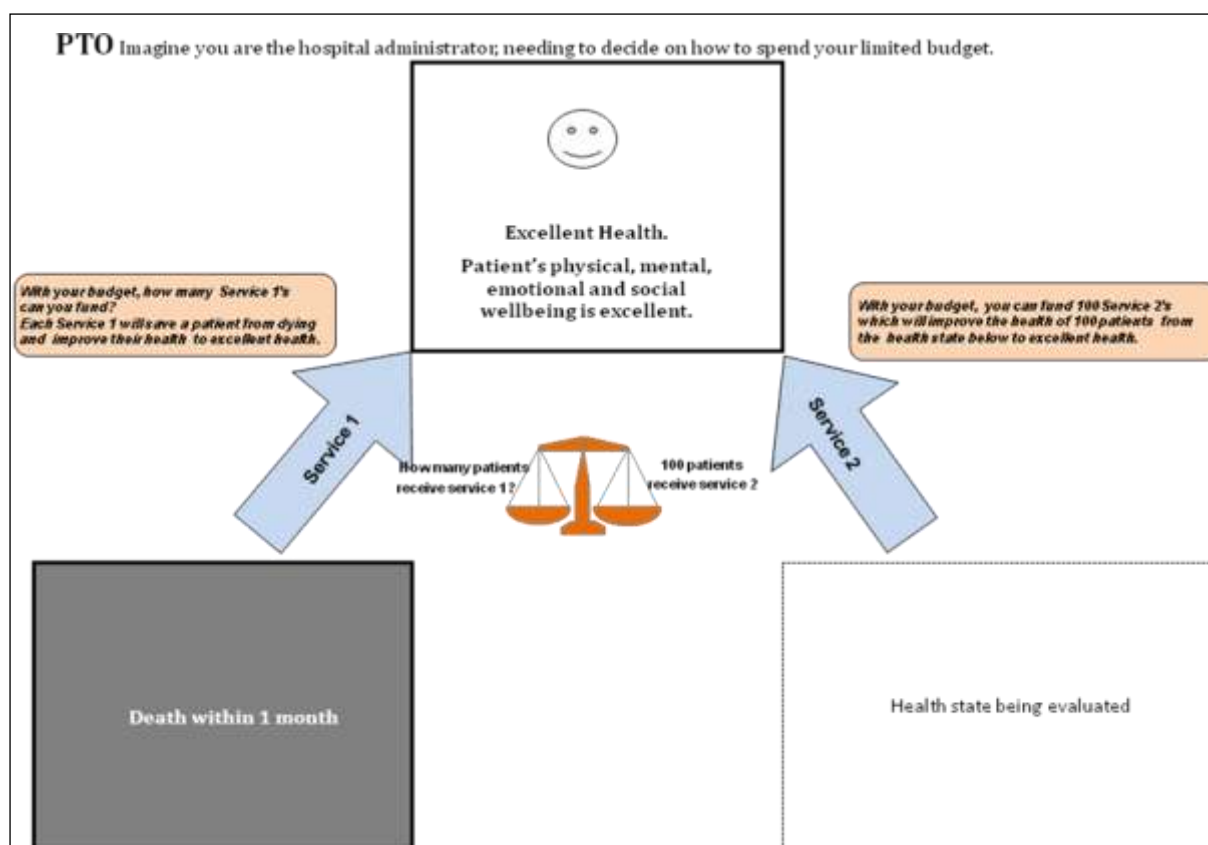 PTO Imagine you are the hospital administrator, needing to decide on how to spend your limited budget.
Excellent Health.
Patient's physical, mental,
emotional and social
wellbeing is excellent.
With your budget, how many Service 1's
can you fund?
Each Service 1 will save a patient from dying
and improve their health to excellent health.
With your budget, you can fund 100 Service 2's
which will improve the health of 100 patients from
the health state below to excellent health.
Service 1
Service 2
How many patients
receive service 1?
100 patients
receive service 2
Death within 1 month
Health state being evaluated